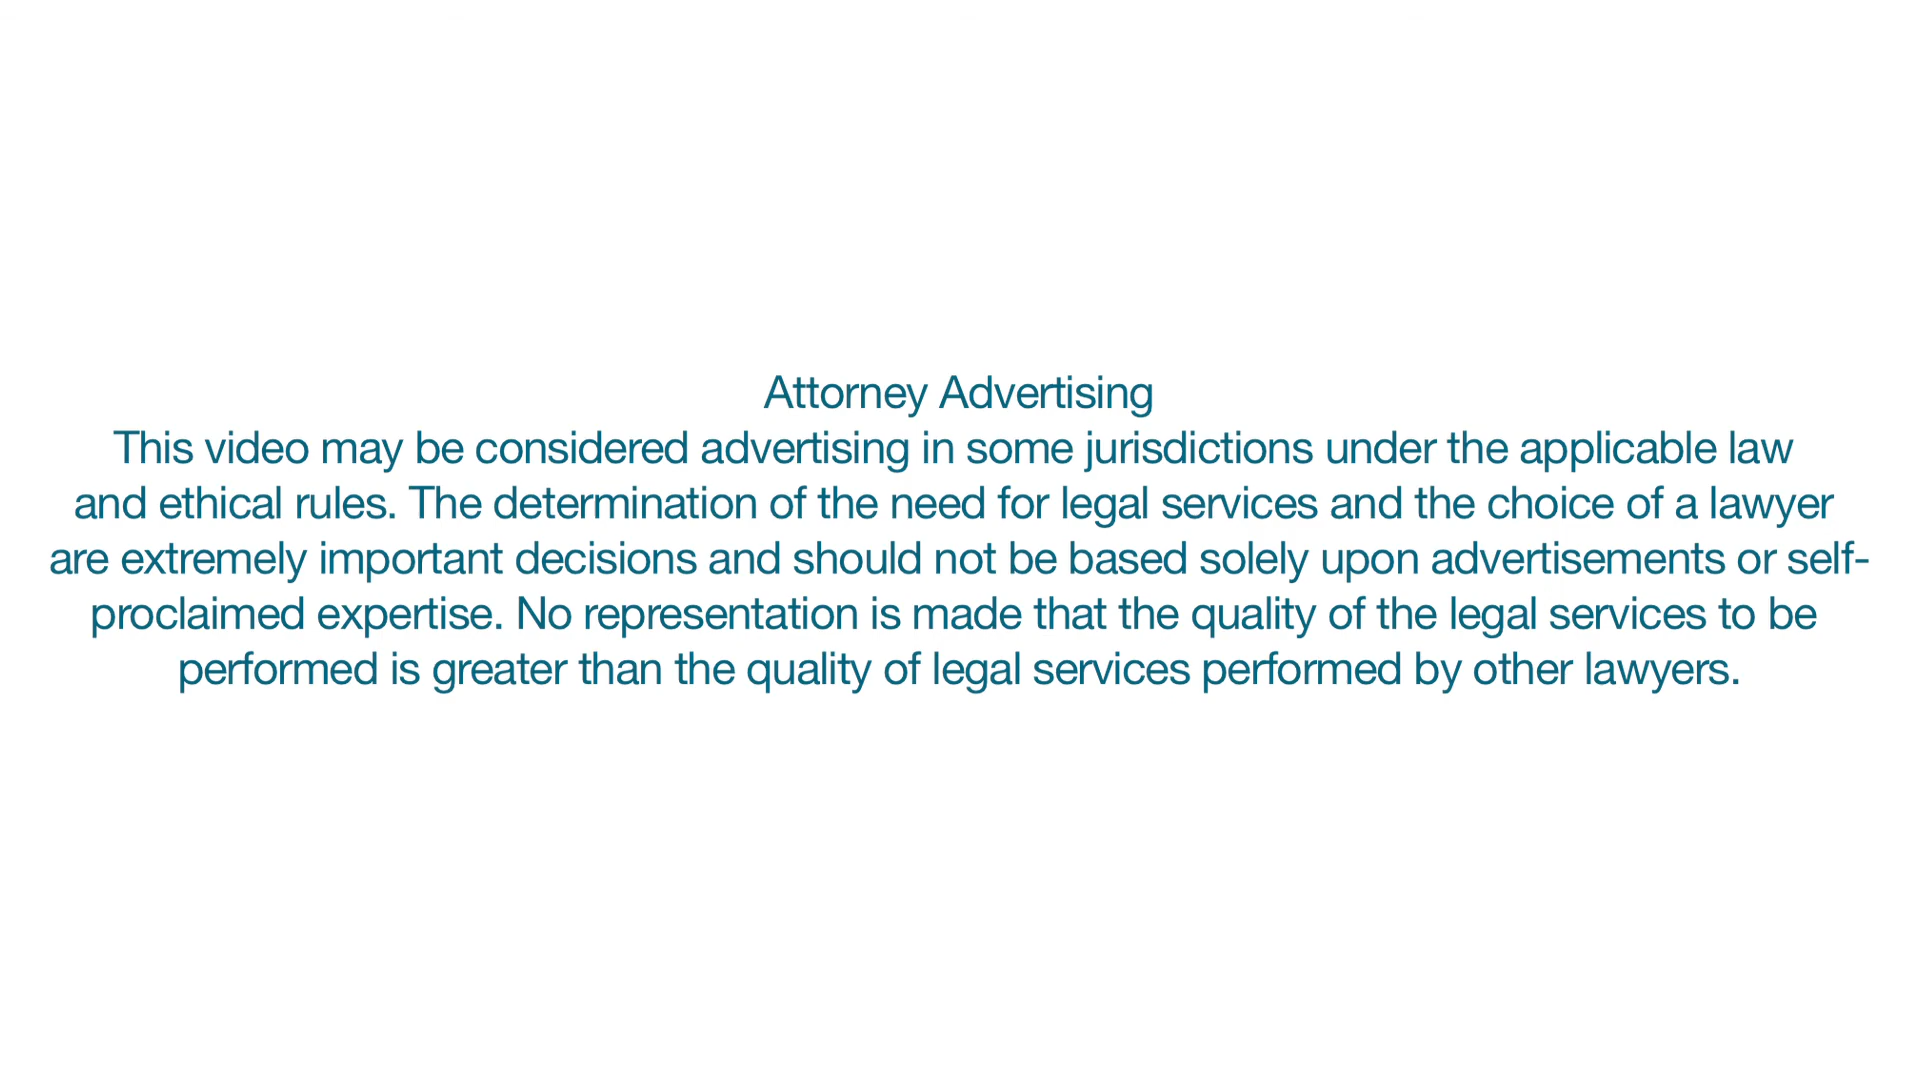 Attorney Advertising
This video may be considered advertising in some jurisdictions under the applicable law
and ethical rules. The determination of the need for legal services and the choice of a lawyer
are extremely important decisions and should not be based solely upon advertisements or self-
proclaimed expertise. No representation is made that the quality of the legal services to be
performed is greater than the quality of legal services performed by other lawyers.